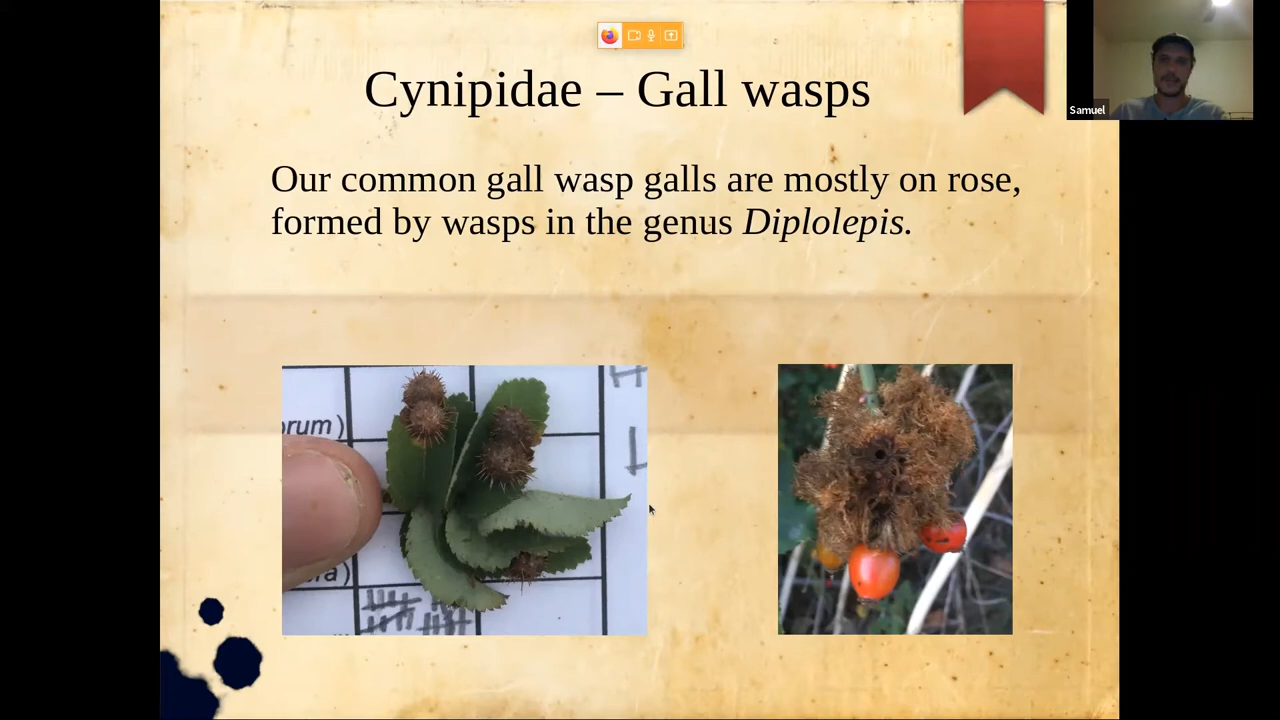 Cynipidae – Gall wasps
Samuel
Our common gall wasp galls are mostly on rose,
formed by wasps in the genus Diplolepis.
orum)
ra)